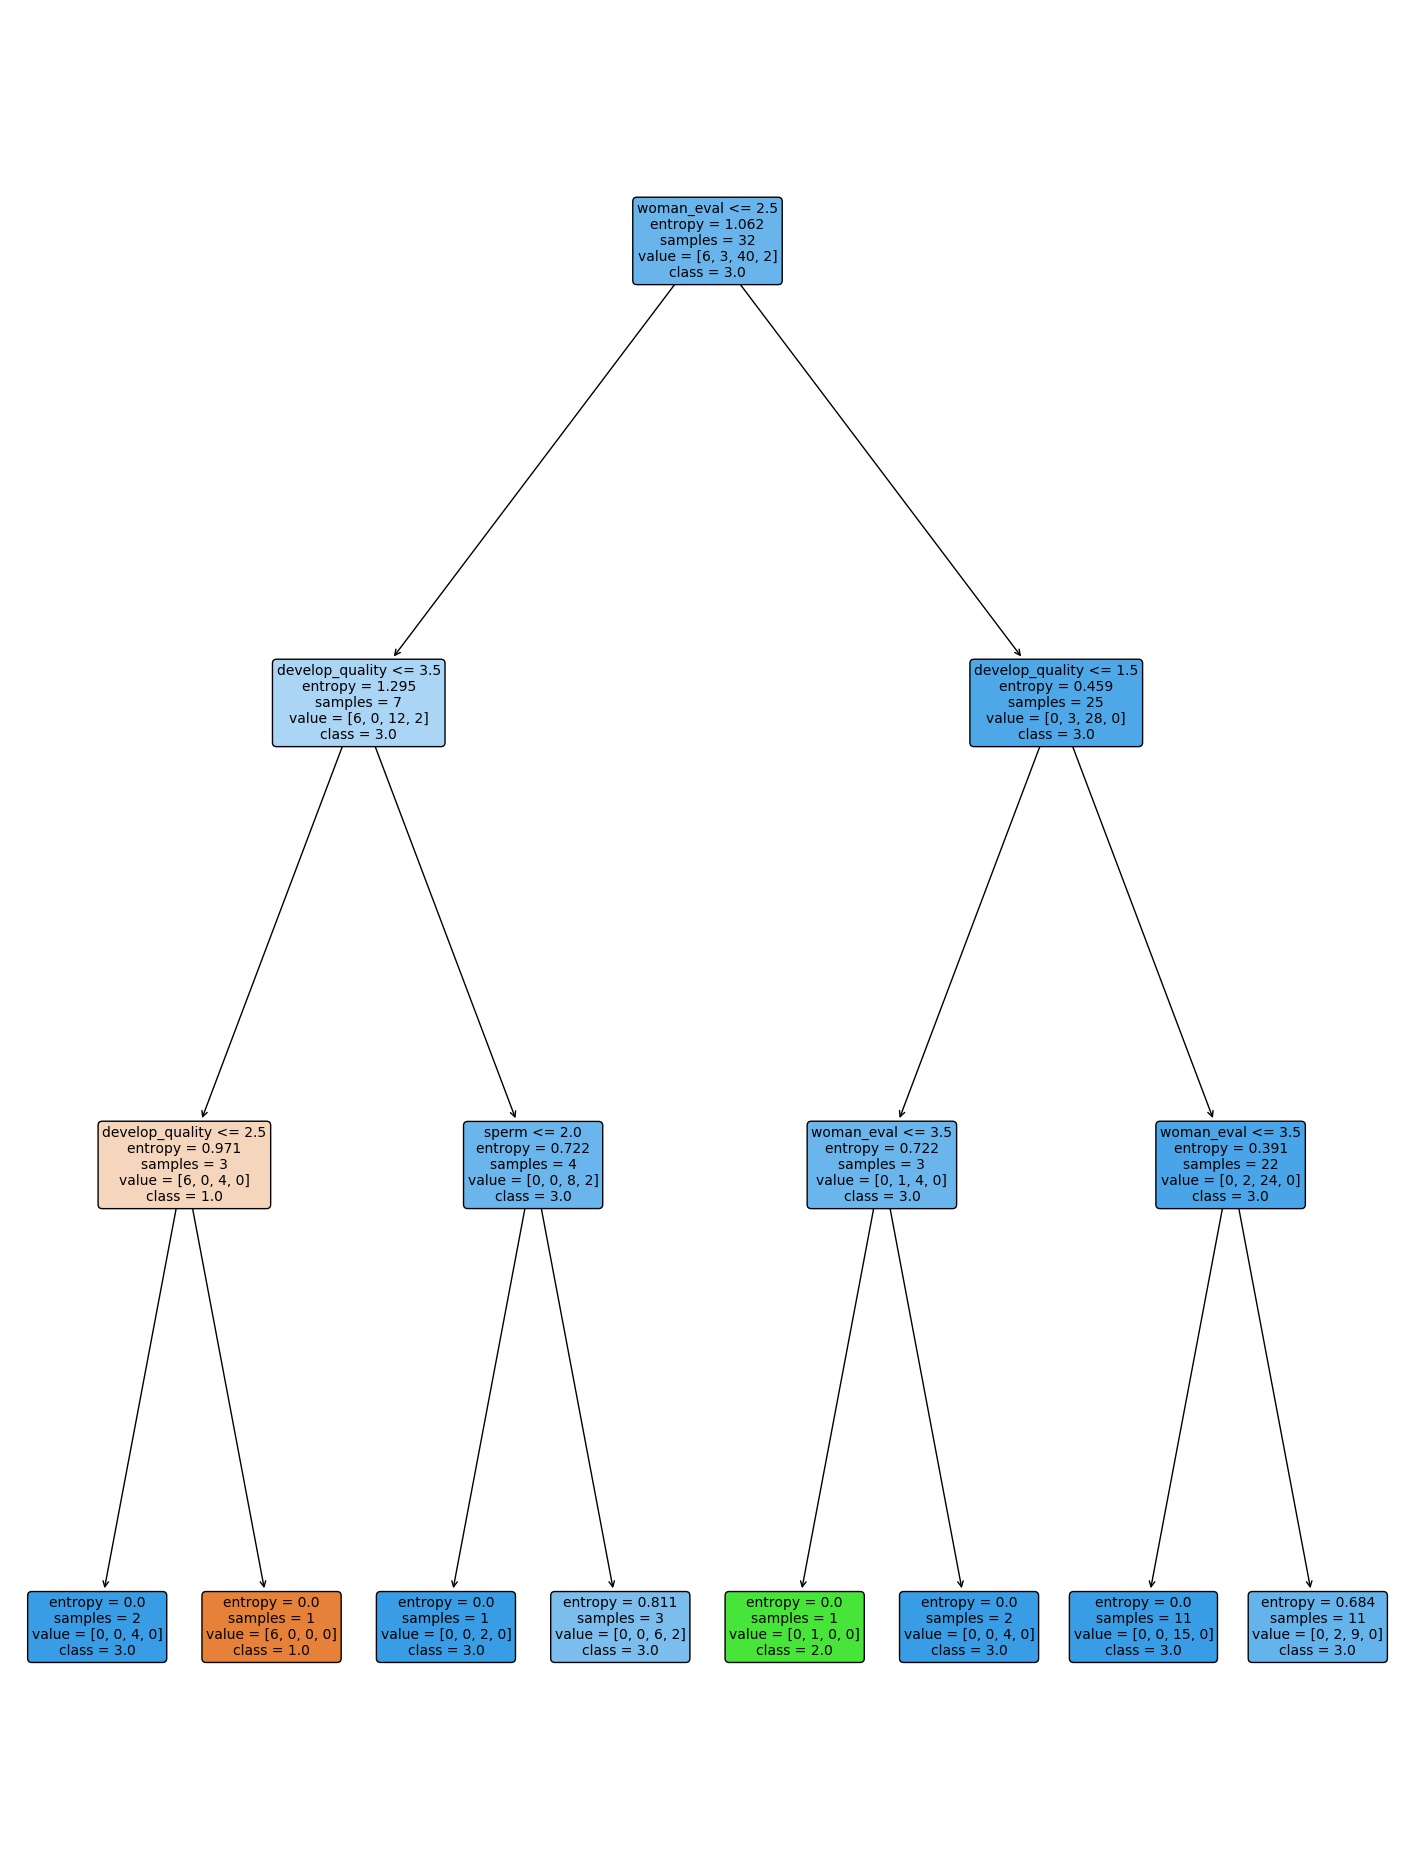 woman_eval <= 2.5
entropy = 1.062
samples = 32
value = [6, 3, 40, 2]
class = 3.0
develop_quality <= 3.5
entropy = 1.295
samples = 7
value = [6, 0, 12, 2]
class = 3.0
develop_quality <= 1.5
entropy = 0.459
samples = 25
value = [0, 3, 28, 0]
class = 3.0
develop_quality <= 2.5
entropy = 0.971
samples = 3
value = [6, 0, 4, 0]
class = 1.0
sperm <= 2.0
entropy = 0.722
samples = 4
value = [0, 0, 8, 2]
class = 3.0
woman_eval <= 3.5
entropy = 0.722
samples = 3
value = [0, 1, 4, 0]
class = 3.0
woman_eval <= 3.5
entropy = 0.391
samples = 22
value = [0, 2, 24, 0]
class = 3.0
entropy = 0.0
samples = 2
value = [0, 0, 4, 0]
class = 3.0
entropy = 0.0
samples = 1
value = [6, 0, 0, 0]
class = 1.0
entropy = 0.0
samples = 1
value = [0, 0, 2, 0]
class = 3.0
entropy = 0.811
samples = 3
value = [0, 0, 6, 2]
class = 3.0
entropy = 0.0
samples = 1
value = [0, 1, 0, 0]
class = 2.0
entropy = 0.0
samples = 2
value = [0, 0, 4, 0]
class = 3.0
entropy = 0.0
samples = 11
value = [0, 0, 15, 0]
class = 3.0
entropy = 0.684
samples = 11
value = [0, 2, 9, 0]
class = 3.0